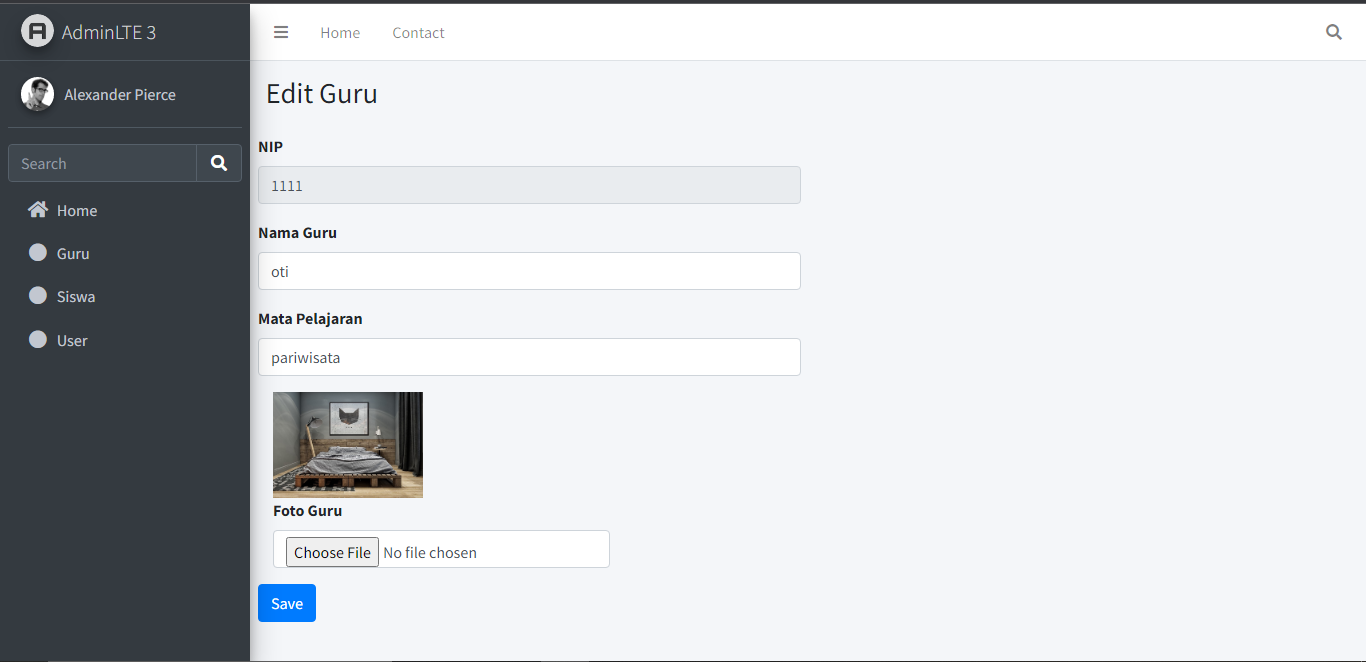 AdminLTE 3
Home Contact
Alexander Pierce
Search
Home
Guru
Siswa
User
Edit Guru
NIP
1111
Nama Guru
oti
Mata Pelajaran
pariwisata
Foto Guru
Choose File No file chosen
Save